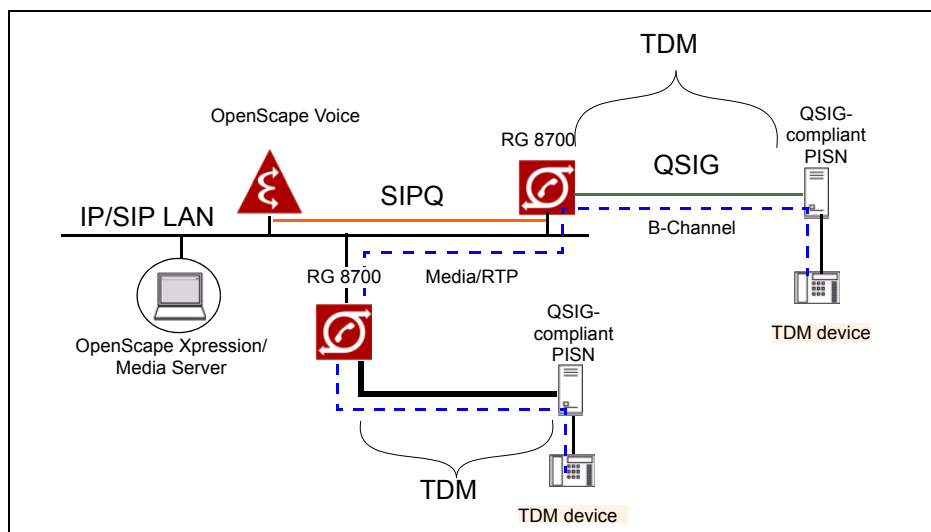 TDM
OpenScape Voice
QSIG-
compliant
PISN
RG 8700
QSIG
SIPQ
IP/SIP LAN
B-Channel
RG 8700
Media/RTP
TDM device
QSIG-
compliant
PISN
OpenScape Xpression/
Media Server
TDM
TDM device